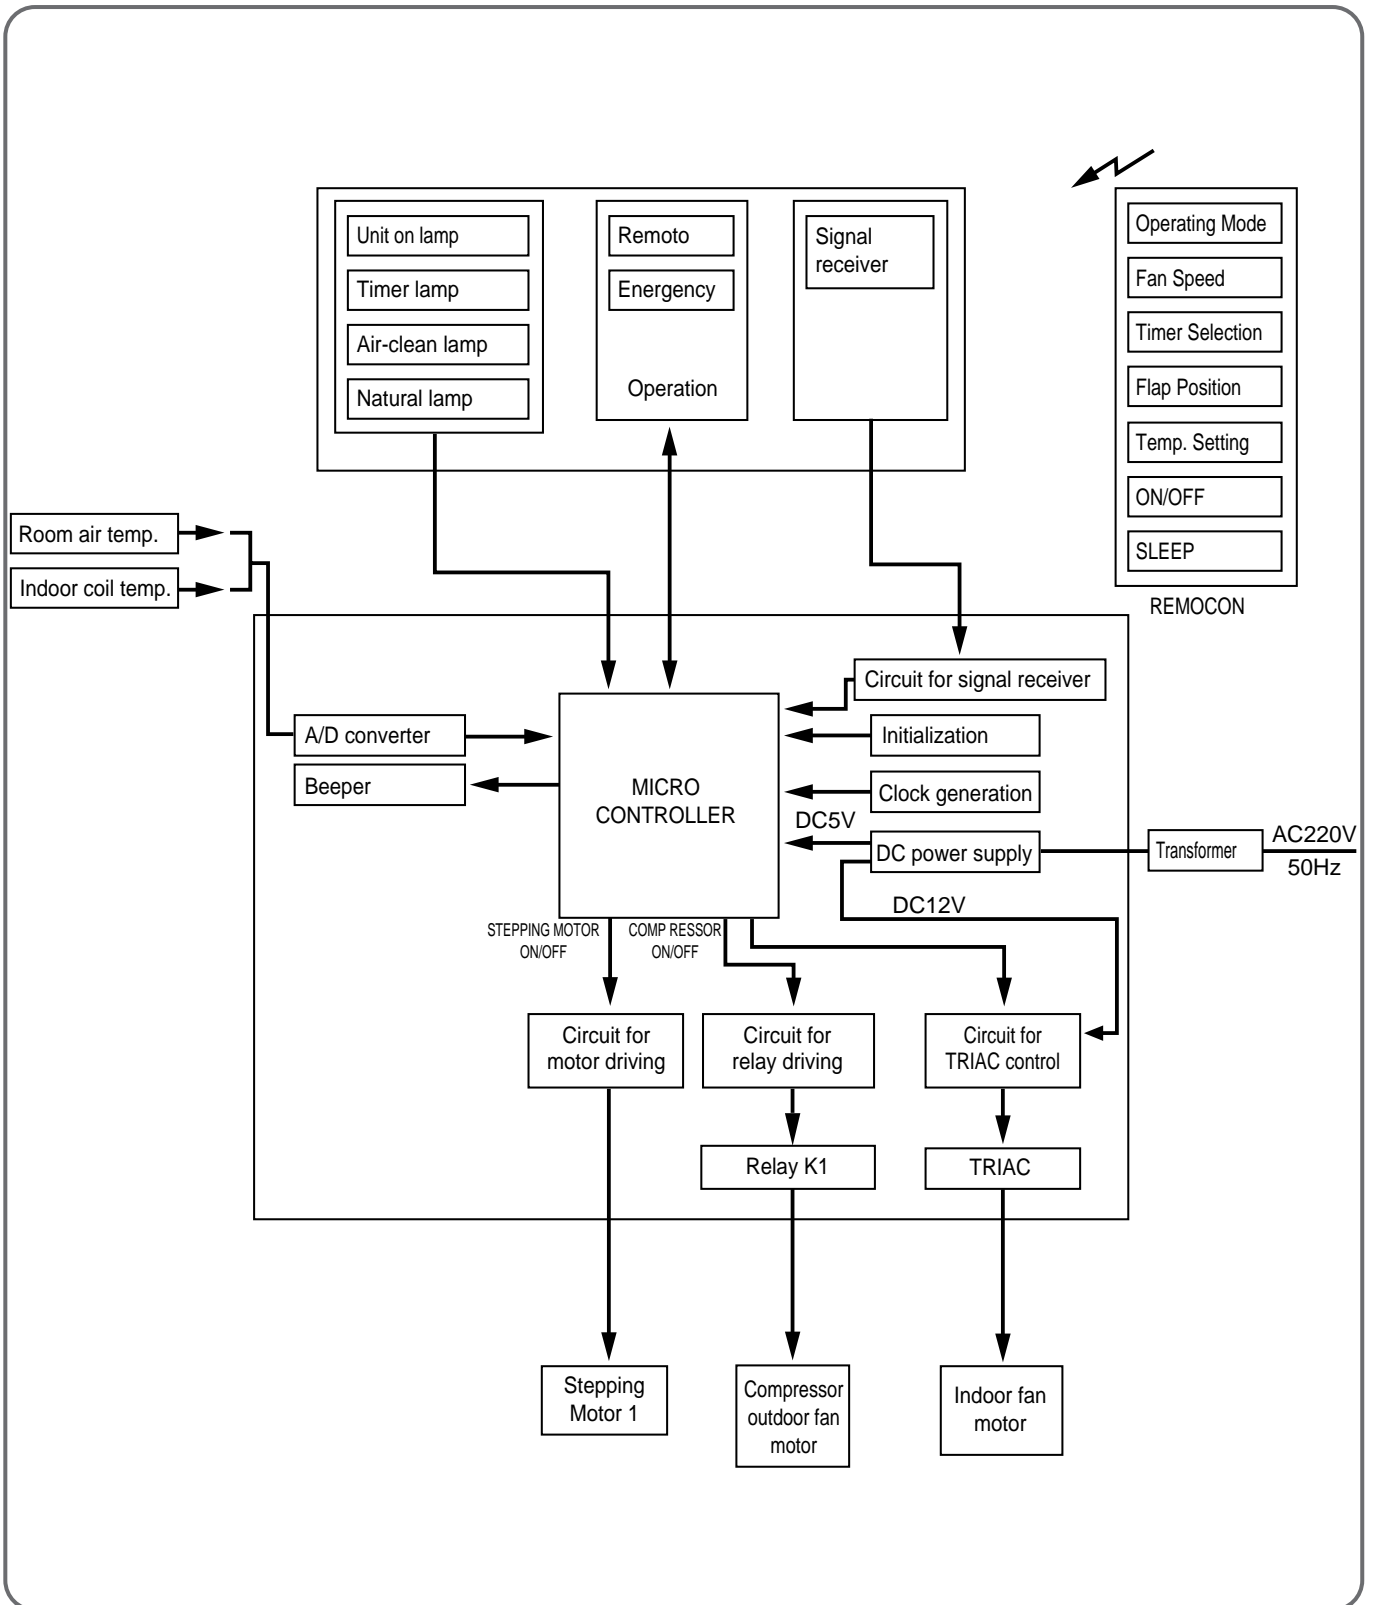 Unit on lamp
Timer lamp
Air-clean lamp
Natural lamp
Remoto
Energency
Operation
Signal
receiver
Operating Mode
Fan Speed
Timer Selection
Flap Position
Temp. Setting
ON/OFF
SLEEP
REMOCON
Room air temp.
Indoor coil temp.
A/D converter
Beeper
MICRO
CONTROLLER
Circuit for signal receiver
Initialization
Clock generation
DC5V
DC power supply
DC12V
Transformer
AC220V
50Hz
STEPPING MOTOR
ON/OFF
COMP RESSOR
ON/OFF
Circuit for
motor driving
Circuit for
relay driving
Circuit for
TRIAC control
Relay K1
TRIAC
Stepping
Motor 1
Compressor
outdoor fan
motor
Indoor fan
motor